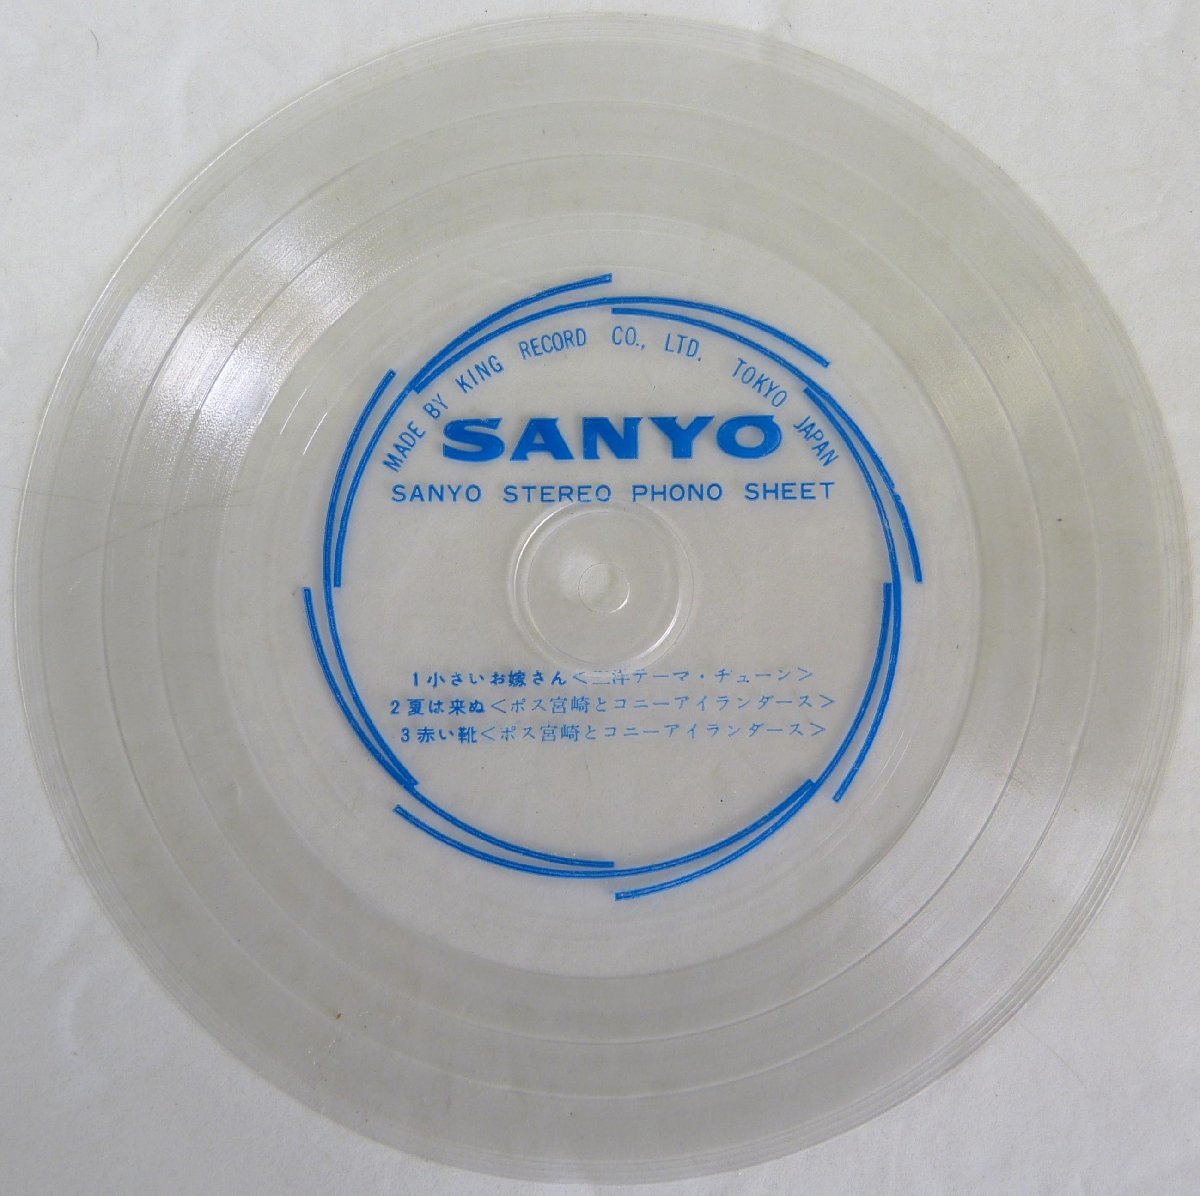 MADE BY KING RECORD CO., LTD. TOKYO JAPAN
SANYO
SANYO STEREO PHONO SHEET
1 小さいお嫁さん<三洋テーマ・チューン>
2 夏は来ぬ<ポス宮崎とコニーアイランダース>
3 赤い靴<ポス宮崎とコニーアイランダース>